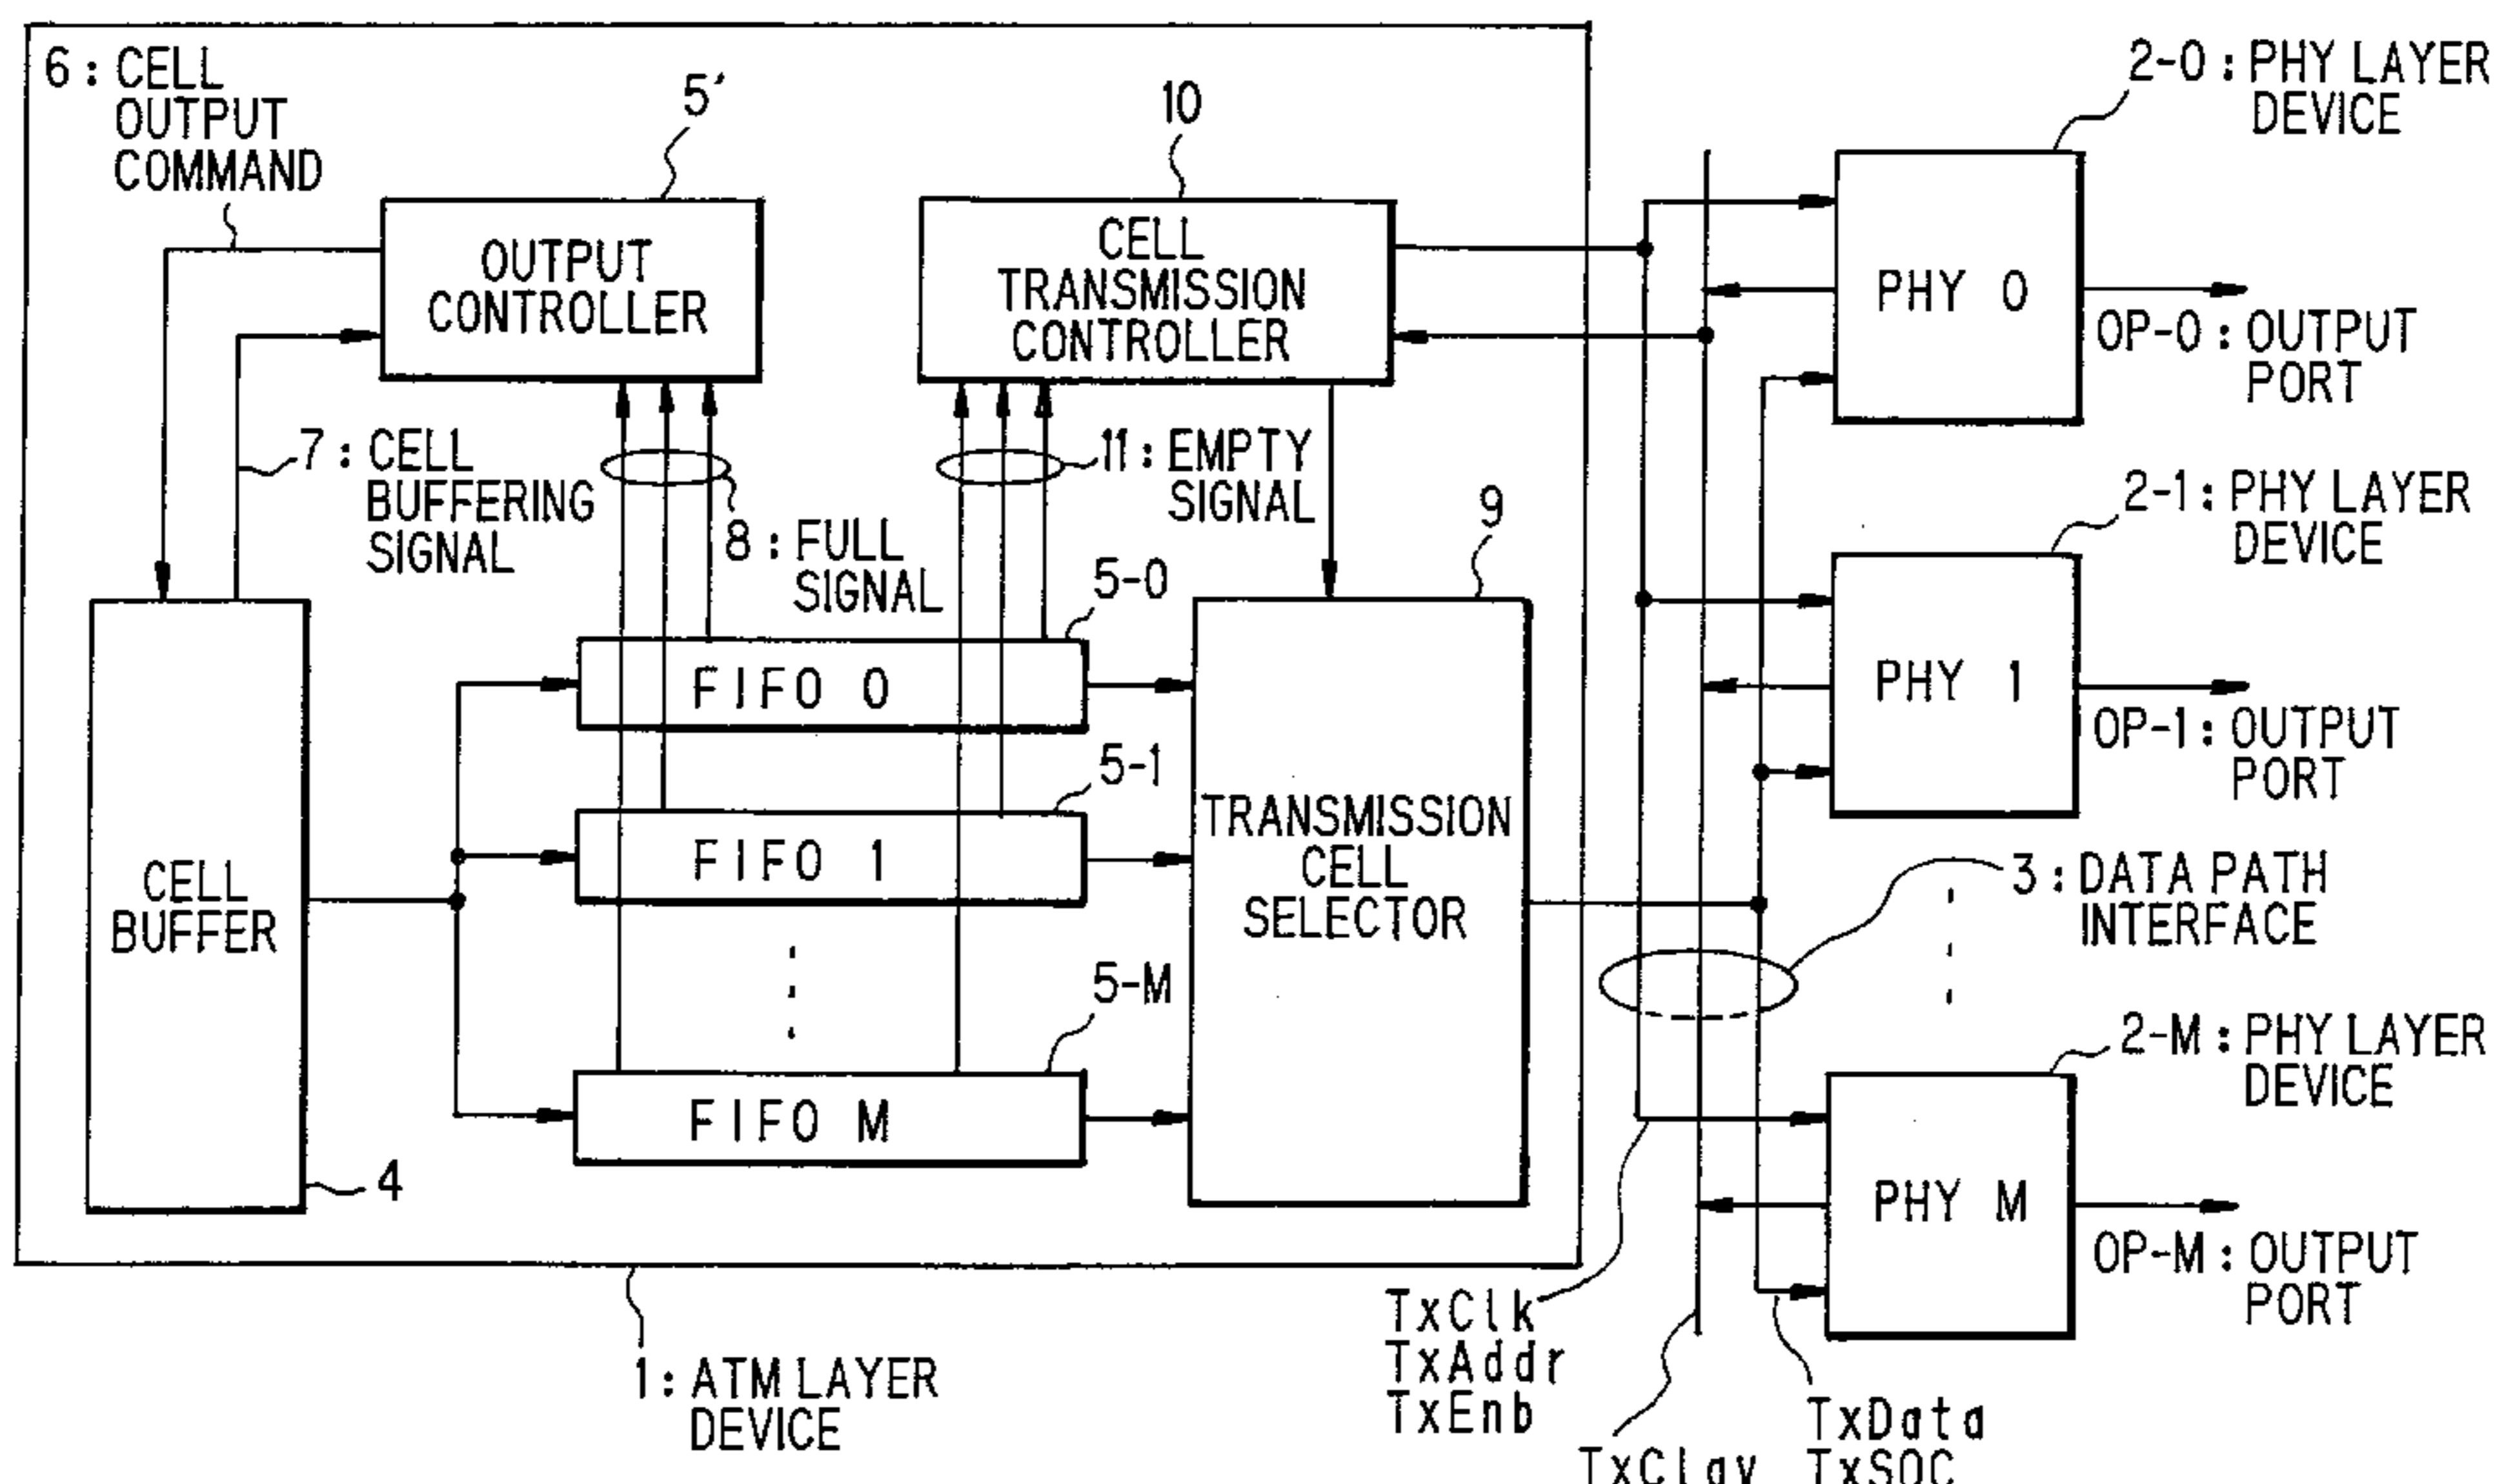 6 : CELL
OUTPUT
COMMAND
5'
10
2-0 : PHY LAYER
DEVICE
OUTPUT
CONTROLLER
CELL
TRANSMISSION
CONTROLLER
PHY 0
OP-0 : OUTPUT
PORT
7 : CELL
BUFFERING
SIGNAL
8 : FULL
SIGNAL
11 : EMPTY
SIGNAL
9
2-1 : PHY LAYER
DEVICE
5-0
FIFO 0
PHY 1
OP-1 : OUTPUT
PORT
5-1
FIFO 1
TRANSMISSION
CELL
SELECTOR
CELL
BUFFER
3 : DATA PATH
INTERFACE
5-M
FIFO M
4
2-M : PHY LAYER
DEVICE
PHY M
OP-M : OUTPUT
PORT
1 : ATM LAYER
DEVICE
TxClk
TxAddr
TxEnb
TxClav
TxData
TxSOC